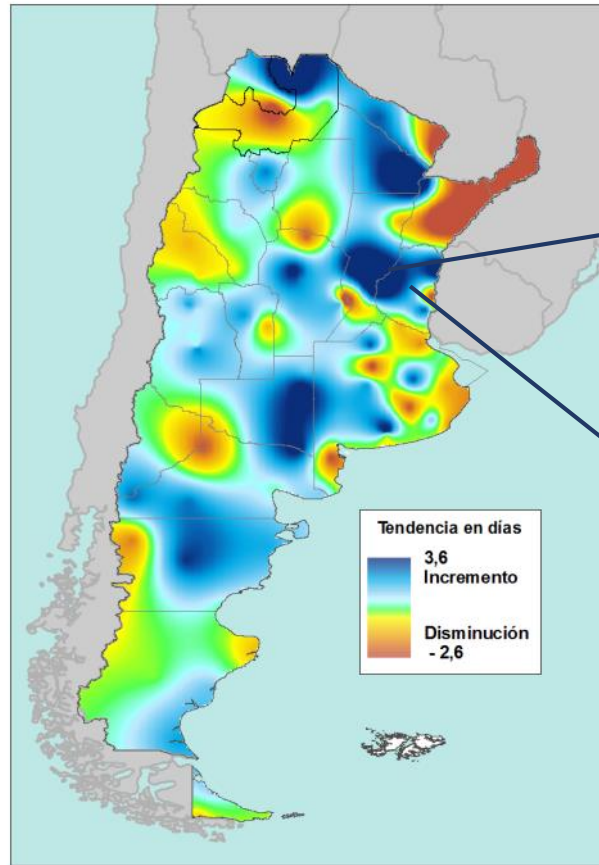 Tendencia en días
3,6
Incremento
Disminución
- 2,6